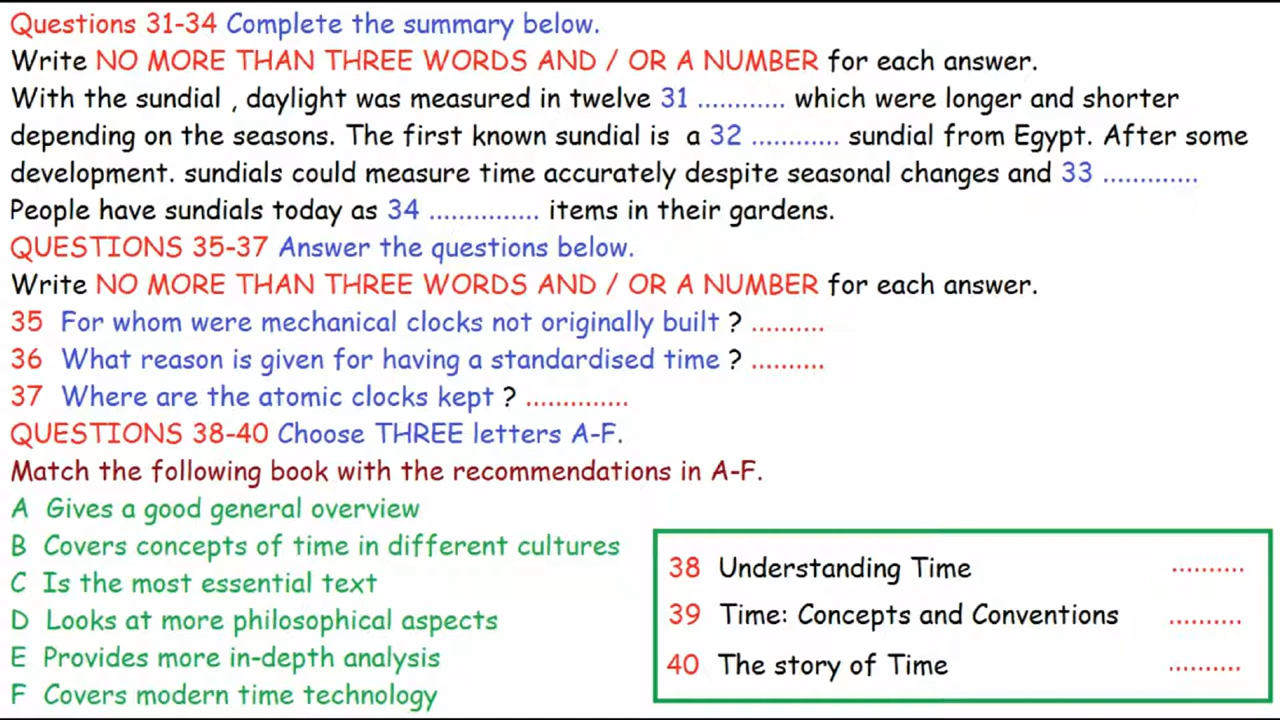 Questions 31-34 Complete the summary below.
Write NO MORE THAN THREE WORDS AND / OR A NUMBER for each answer.
With the sundial , daylight was measured in twelve 31 ............ which were longer and shorter
depending on the seasons. The first known sundial is a 32 ............ sundial from Egypt. After some
development. sundials could measure time accurately despite seasonal changes and 33 .............
People have sundials today as 34 ............... items in their gardens.
QUESTIONS 35-37 Answer the questions below.
Write NO MORE THAN THREE WORDS AND / OR A NUMBER for each answer.
35 For whom were mechanical clocks not originally built ? ..........
36 What reason is given for having a standardised time ? ..........
37 Where are the atomic clocks kept ? ..............
QUESTIONS 38-40 Choose THREE letters A-F.
Match the following book with the recommendations in A-F.
A Gives a good general overview
B Covers concepts of time in different cultures
C Is the most essential text
D Looks at more philosophical aspects
E Provides more in-depth analysis
F Covers modern time technology
38 Understanding Time ..........
39 Time: Concepts and Conventions ..........
40 The story of Time ..........